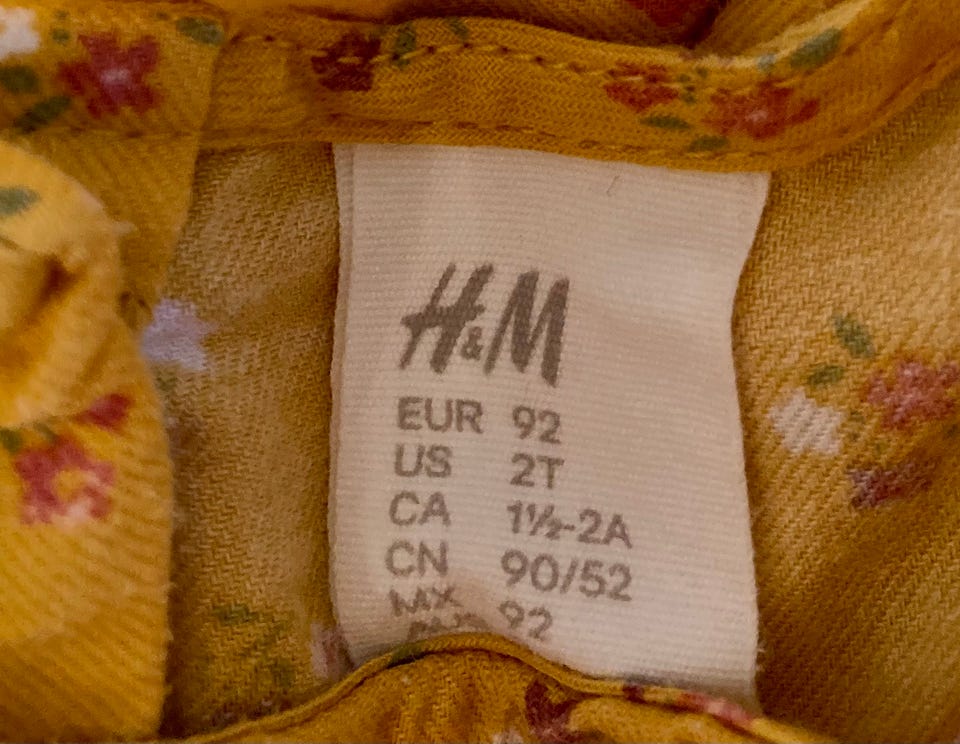 H&M
EUR 92
US 2T
CA 1½-2A
CN 90/52
MX 92